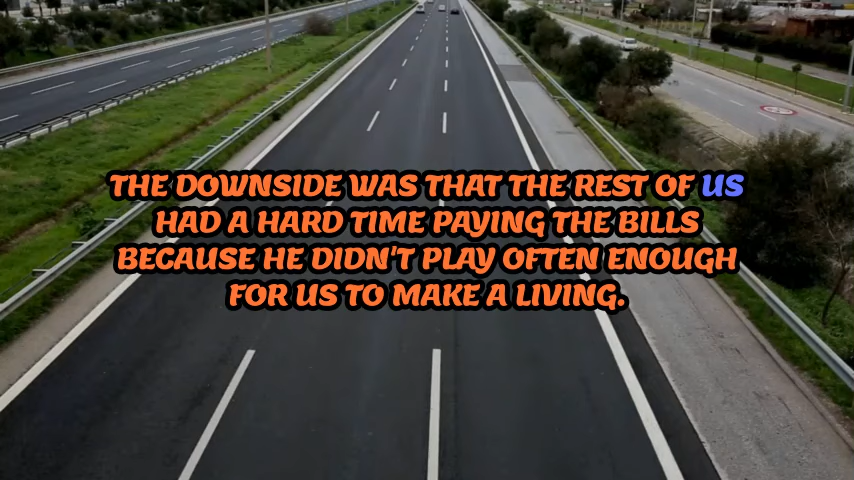 THE DOWNSIDE WAS THAT THE REST OF US
HAD A HARD TIME PAYING THE BILLS
BECAUSE HE DIDN'T PLAY OFTEN ENOUGH
FOR US TO MAKE A LIVING.